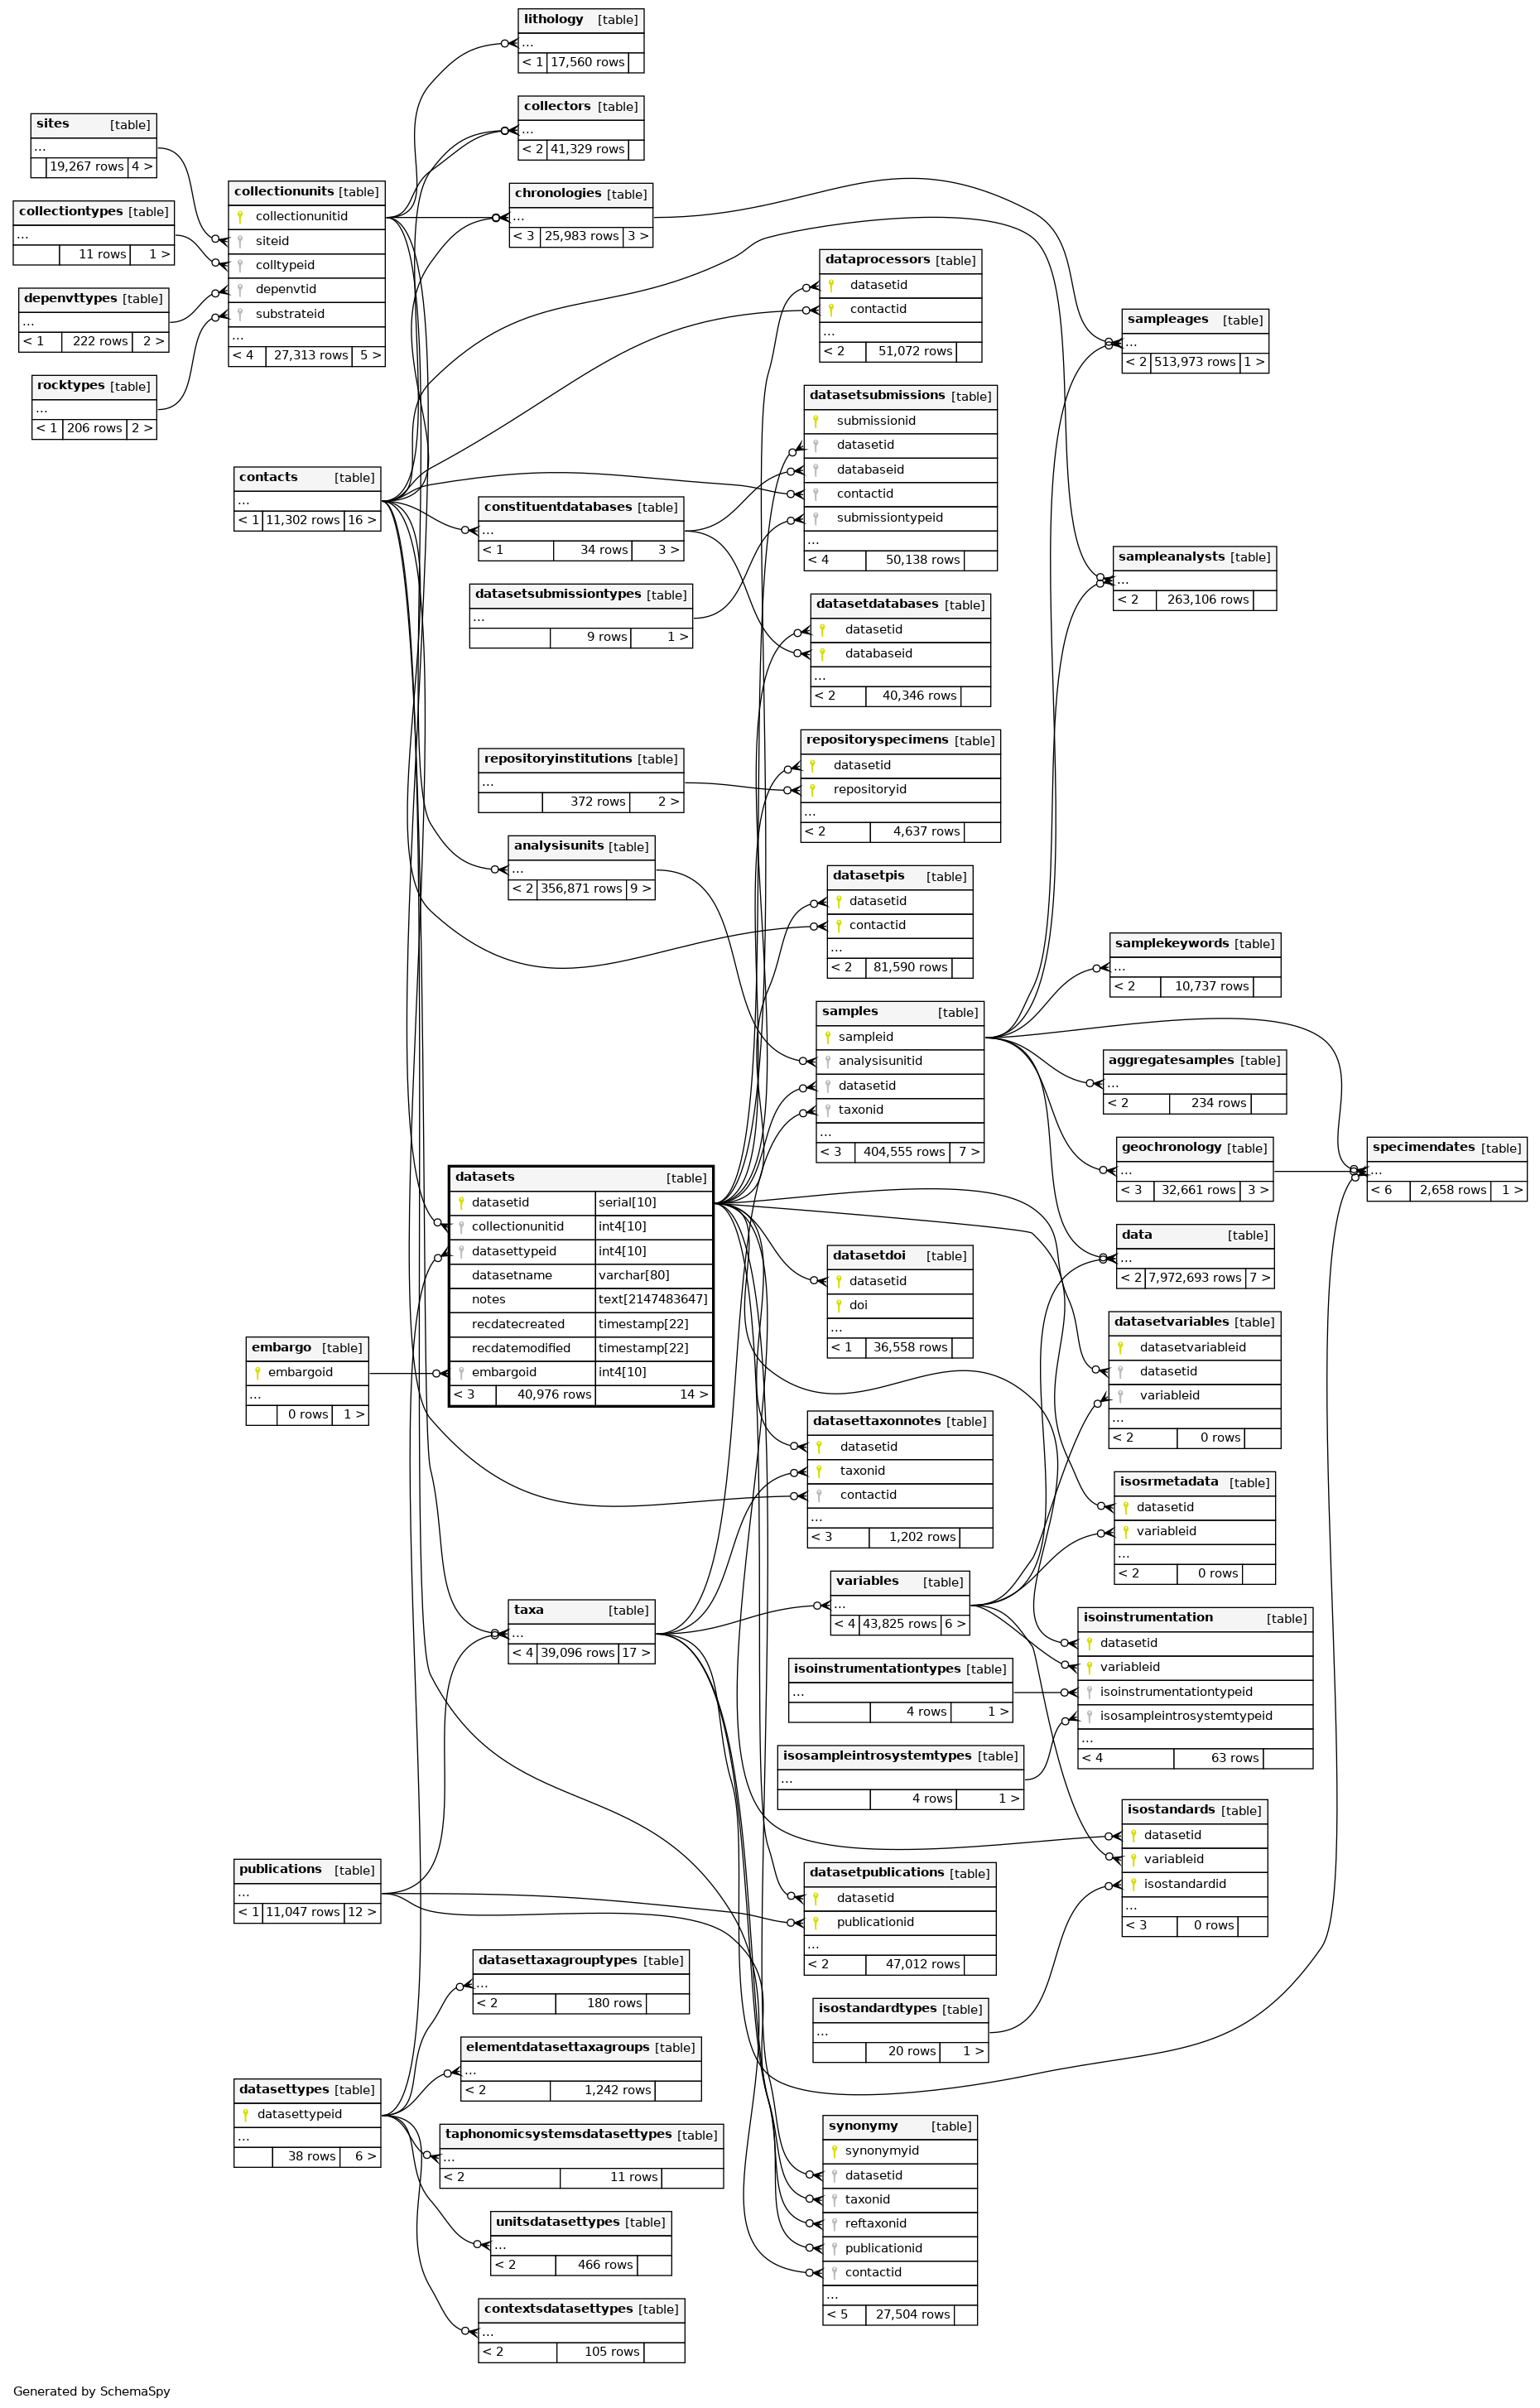 lithology [table]
...
< 1 17,560 rows
collectors [table]
...
< 2 41,329 rows
sites [table]
...
19,267 rows 4 >
collectionunits [table]
collectionunitid
siteid
colltypeid
depenvtid
substrateid
...
< 4 27,313 rows 5 >
chronologies [table]
...
< 3 25,983 rows 3 >
collectiontypes [table]
...
11 rows 1 >
depenvttypes [table]
...
< 1 222 rows 2 >
rocktypes [table]
...
< 1 206 rows 2 >
dataprocessors [table]
datasetid
contactid
...
< 2 51,072 rows
sampleages [table]
...
< 2 513,973 rows 1 >
datasetsubmissions [table]
submissionid
datasetid
databaseid
contactid
submissiontypeid
...
< 4 50,138 rows
contacts [table]
...
< 1 11,302 rows 16 >
constituentdatabases [table]
...
< 1 34 rows 3 >
sampleanalysts [table]
...
< 2 263,106 rows
datasetsubmissiontypes [table]
...
9 rows 1 >
datasetdatabases [table]
datasetid
databaseid
...
< 2 40,346 rows
repositoryinstitutions [table]
...
372 rows 2 >
repositoryspecimens [table]
datasetid
repositoryid
...
< 2 4,637 rows
analysisunits [table]
...
< 2 356,871 rows 9 >
datasetpis [table]
datasetid
contactid
...
< 2 81,590 rows
samplekeywords [table]
...
< 2 10,737 rows
samples [table]
sampleid
analysisunitid
datasetid
taxonid
...
< 3 404,555 rows 7 >
aggregatesamples [table]
...
< 2 234 rows
geochronology [table]
...
< 3 32,661 rows 3 >
specimendates [table]
...
< 6 2,658 rows 1 >
datasets [table]
datasetid serial[10]
collectionunitid int4[10]
datasettypeid int4[10]
datasetname varchar[80]
notes text[2147483647]
recdatecreated timestamp[22]
recdatemodified timestamp[22]
embargoid int4[10]
< 3 40,976 rows 14 >
data [table]
...
< 2 7,972,693 rows 7 >
datasetdoi [table]
datasetid
doi
...
< 1 36,558 rows
datasetvariables [table]
datasetvariableid
datasetid
variableid
...
< 2 0 rows
embargo [table]
embargoid
...
0 rows 1 >
datasettaxonnotes [table]
datasetid
taxonid
contactid
...
< 3 1,202 rows
isosrmetadata [table]
datasetid
variableid
...
< 2 0 rows
variables [table]
...
< 4 43,825 rows 6 >
taxa [table]
...
< 4 39,096 rows 17 >
isoinstrumentation [table]
datasetid
variableid
isoinstrumentationtypeid
isosampleintrosystemtypeid
...
< 4 63 rows
isoinstrumentationtypes [table]
...
4 rows 1 >
isosampleintrosystemtypes [table]
...
4 rows 1 >
isostandards [table]
datasetid
variableid
isostandardid
...
< 3 0 rows
publications [table]
...
< 1 11,047 rows 12 >
datasetpublications [table]
datasetid
publicationid
...
< 2 47,012 rows
datasettaxagrouptypes [table]
...
< 2 180 rows
isostandardtypes [table]
...
20 rows 1 >
elementdatasettaxagroups [table]
...
< 2 1,242 rows
datasettypes [table]
datasettypeid
...
38 rows 6 >
taphonomicsystemsdatasettypes [table]
...
< 2 11 rows
synonymy [table]
synonymyid
datasetid
taxonid
reftaxonid
publicationid
contactid
...
< 5 27,504 rows
unitsdatasettypes [table]
...
< 2 466 rows
contextsdatasettypes [table]
...
< 2 105 rows
Generated by SchemaSpy